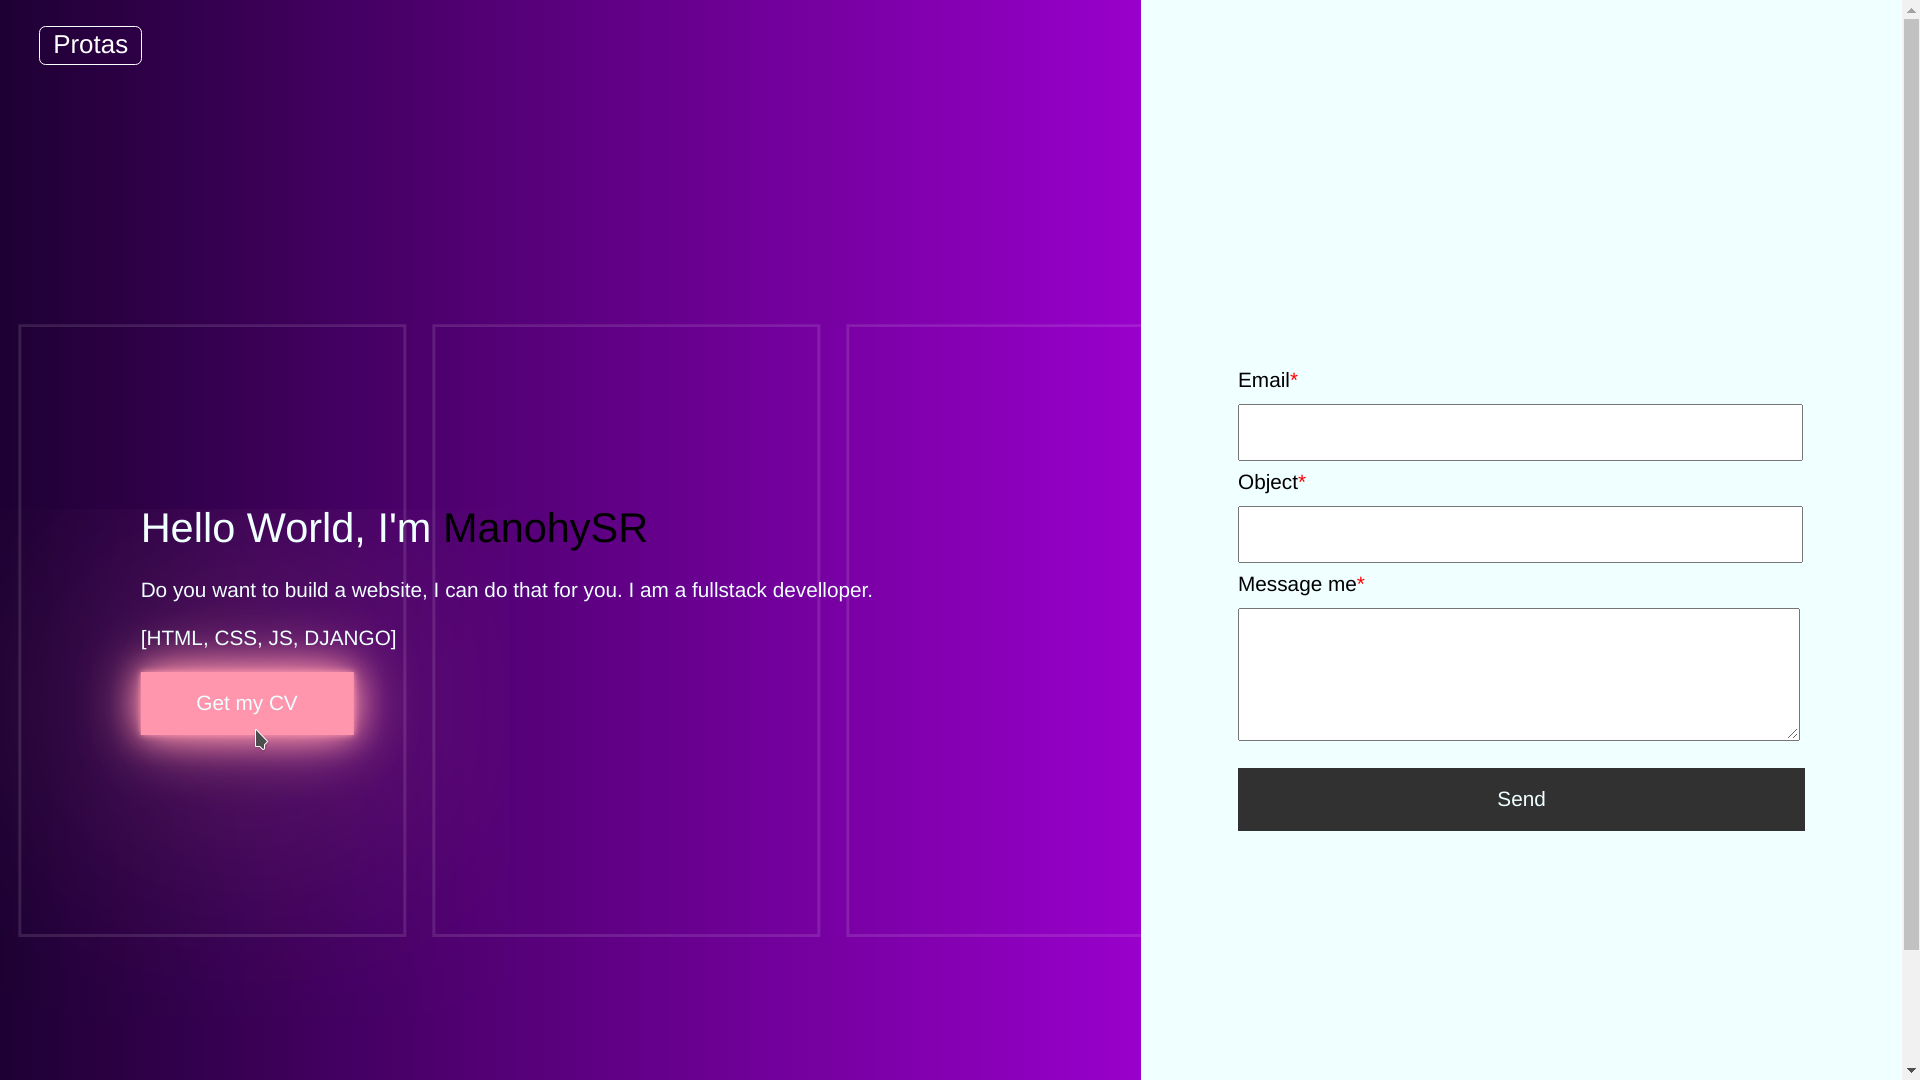 Protas
Hello World, I'm ManohySR
Do you want to build a website, I can do that for you. I am a fullstack develloper.
[HTML, CSS, JS, DJANGO]
Get my CV
Email*
Object*
Message me*
Send